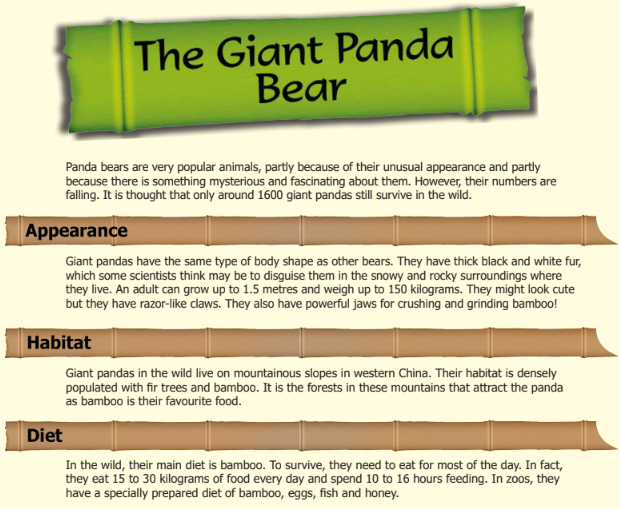 The Giant Panda
Bear
Panda bears are very popular animals, partly because of their unusual appearance and partly
because there is something mysterious and fascinating about them. However, their numbers are
falling. It is thought that only around 1600 giant pandas still survive in the wild.
Appearance
Giant pandas have the same type of body shape as other bears. They have thick black and white fur,
which some scientists think may be to disguise them in the snowy and rocky surroundings where
they live. An adult can grow up to 1.5 metres and weigh up to 150 kilograms. They might look cute
but they have razor-like claws. They also have powerful jaws for crushing and grinding bamboo!
Habitat
Giant pandas in the wild live on mountainous slopes in western China. Their habitat is densely
populated with fir trees and bamboo. It is the forests in these mountains that attract the panda
as bamboo is their favourite food.
Diet
In the wild, their main diet is bamboo. To survive, they need to eat for most of the day. In fact,
they eat 15 to 30 kilograms of food every day and spend 10 to 16 hours feeding. In zoos, they
have a specially prepared diet of bamboo, eggs, fish and honey.